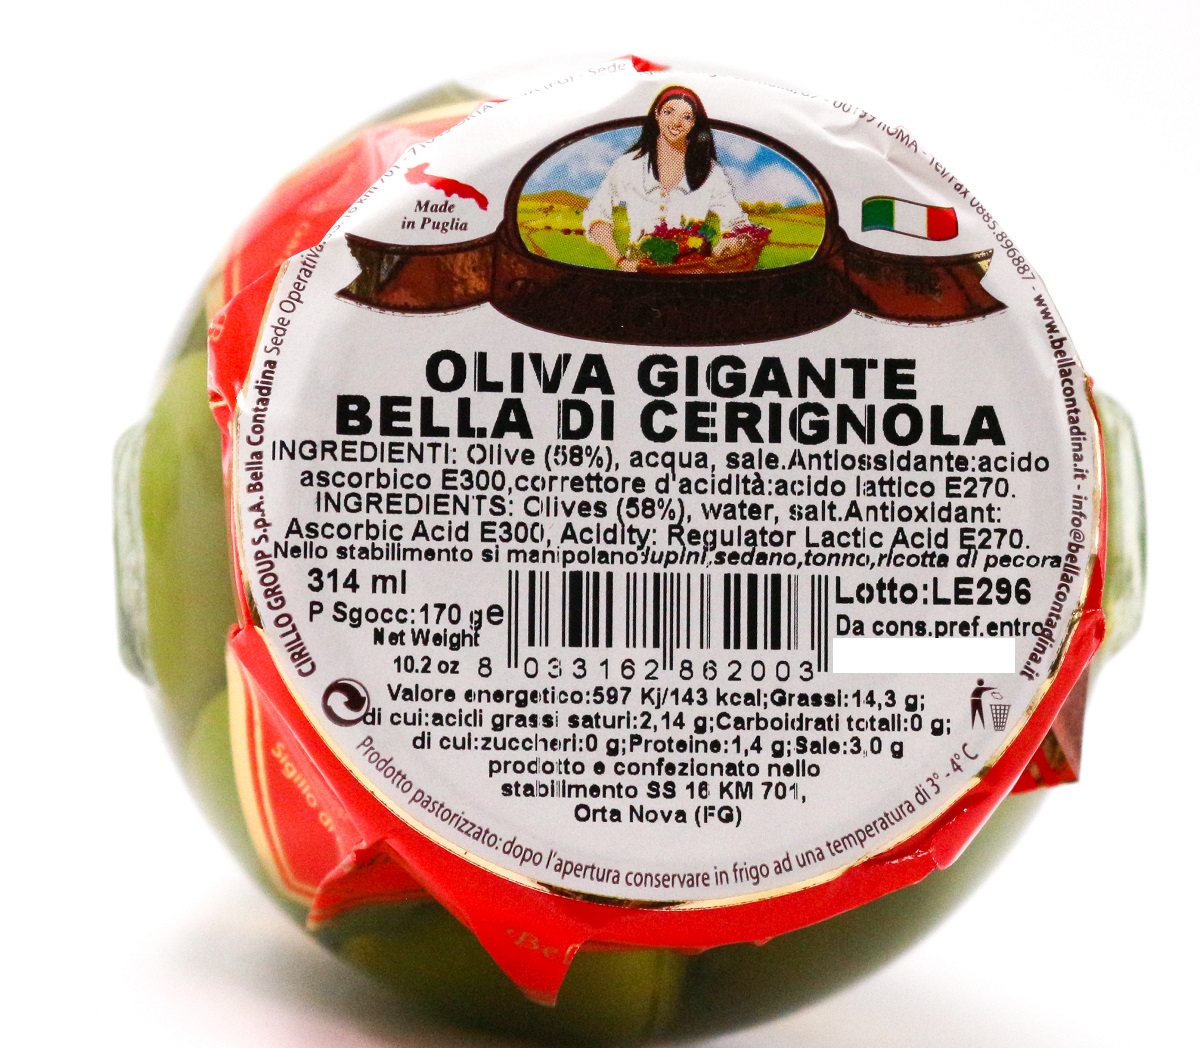 Made
in Puglia
OLIVA GIGANTE
BELLA DI CERIGNOLA
INGREDIENTI: Olive (58%), acqua, sale.Antiossidante:acido
ascorbico E300,correttore d'acidità:acido lattico E270.
INGREDIENTS: Olives (58%), water, salt.Antioxidant:
Ascorbic Acid E300, Acidity: Regulator Lactic Acid E270.
Nello stabilimento si manipolano:lupini,sedano,tonno,ricotta di pecora
314 ml
P Sgocc:170 g e
Net Weight
10.2 oz
8 033162 862003
Lotto:LE296
Da cons.pref.entro
Valore energetico:597 Kj/143 kcal;Grassi:14,3 g;
di cui:acidi grassi saturi:2,14 g;Carboidrati totali:0 g;
di cui:zuccheri:0 g;Proteine:1,4 g;Sale:3,0 g
prodotto e confezionato nello
stabilimento SS 16 KM 701,
Orta Nova (FG)
CIRILLO GROUP S.p.A. Bella Contadina Sede Operativa: (FG) - Sede 00199 ROMA - Tel/Fax 0885.896887 - www.bellacontadina.it - info@bellacontadina.it
Prodotto pastorizzato: dopo l'apertura conservare in frigo ad una temperatura di 3° - 4° C
Sigillo di
Bel